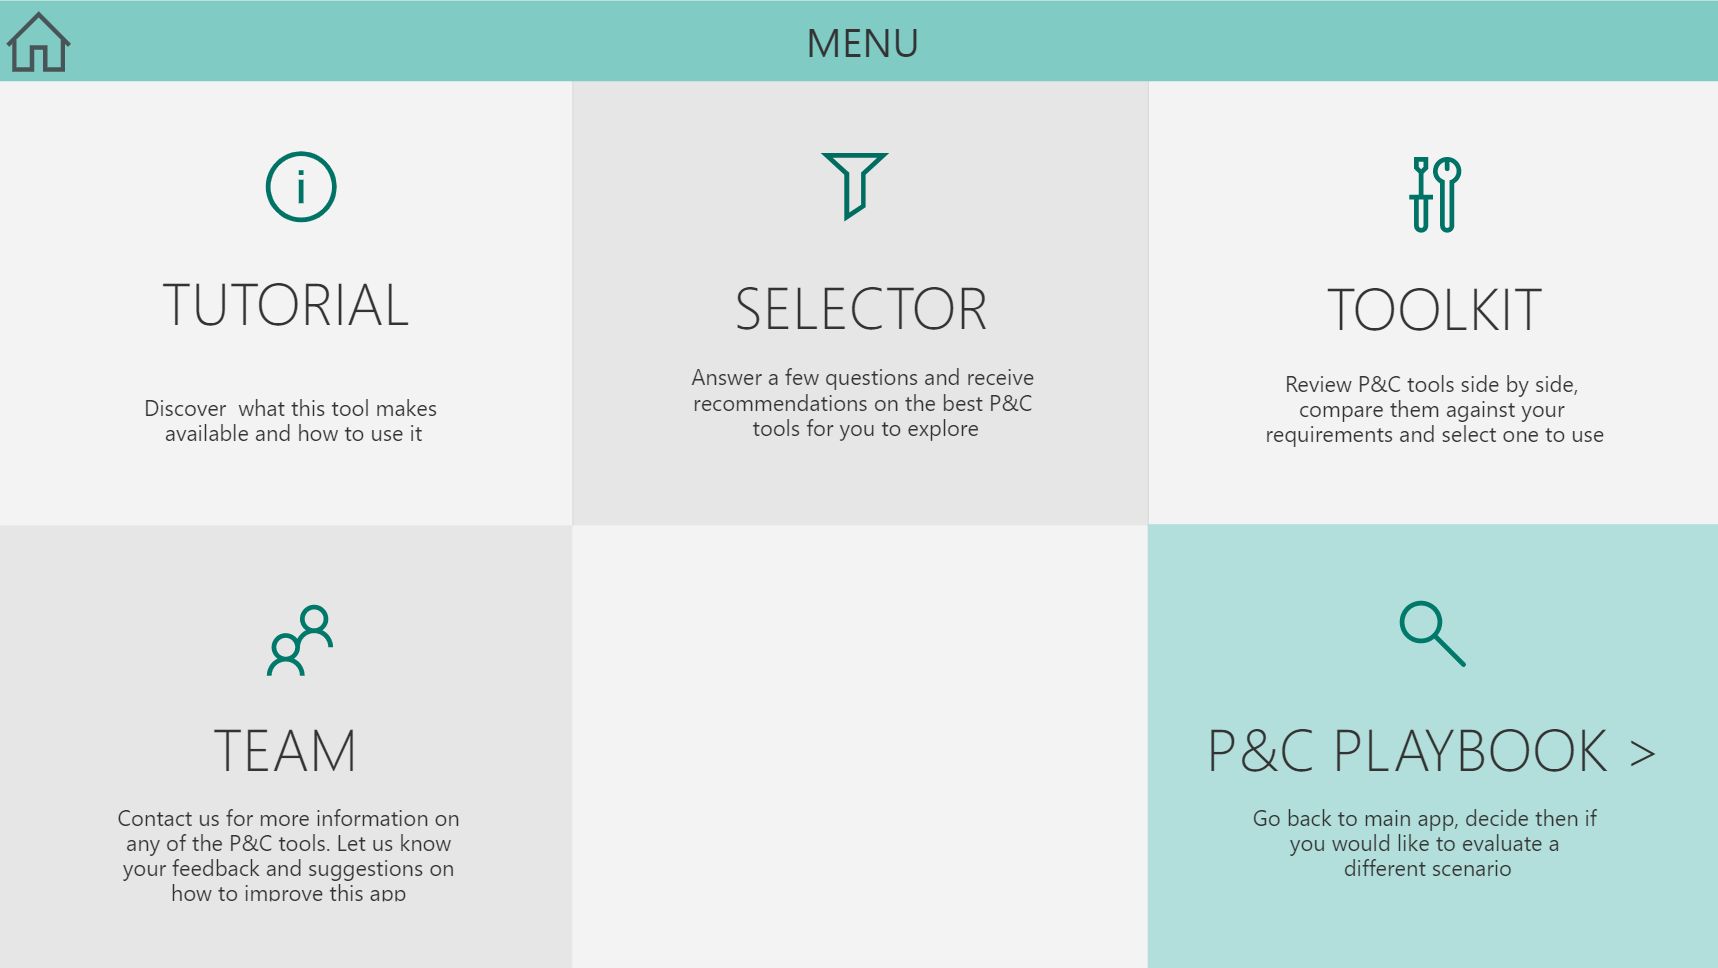 MENU
TUTORIAL
Discover  what this tool makes
available and how to use it
SELECTOR
Answer a few questions and receive
recommendations on the best P&C
tools for you to explore
TOOLKIT
Review P&C tools side by side,
compare them against your
requirements and select one to use
TEAM
Contact us for more information on
any of the P&C tools. Let us know
your feedback and suggestions on
how to improve this app
P&C PLAYBOOK >
Go back to main app, decide then if
you would like to evaluate a
different scenario